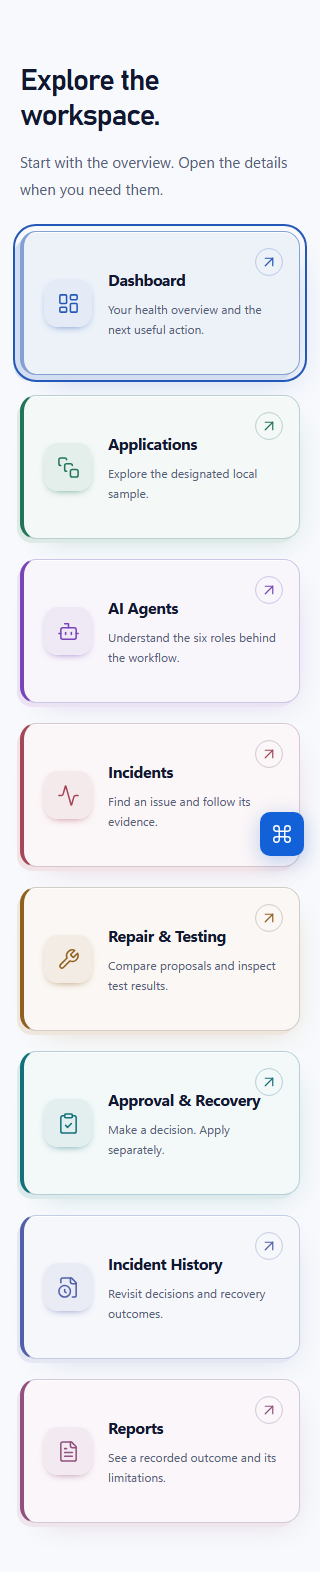 Explore the
workspace.
Start with the overview. Open the details
when you need them.
Dashboard
Your health overview and the
next useful action.
Applications
Explore the designated local
sample.
AI Agents
Understand the six roles behind
the workflow.
Incidents
Find an issue and follow its
evidence.
Repair & Testing
Compare proposals and inspect
test results.
Approval & Recovery
Make a decision. Apply
separately.
Incident History
Revisit decisions and recovery
outcomes.
Reports
See a recorded outcome and its
limitations.